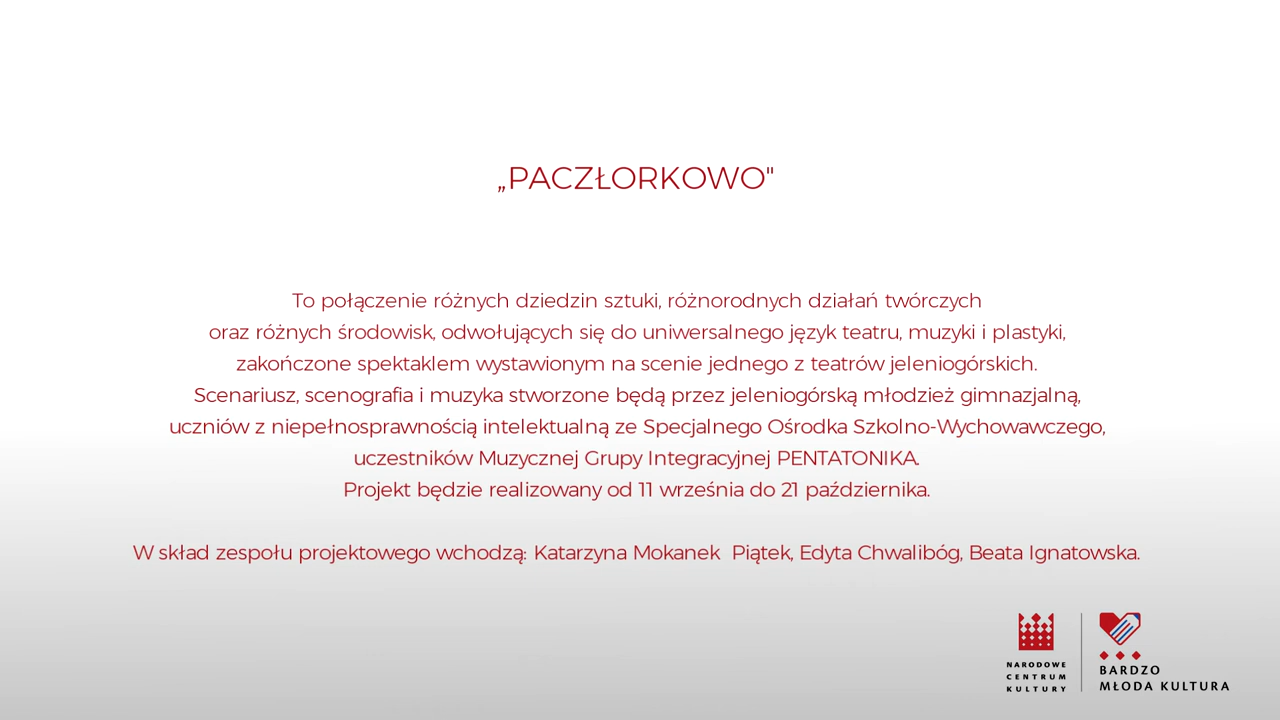 „PACZŁORKOWO"
To połączenie różnych dziedzin sztuki, różnorodnych działań twórczych
oraz różnych środowisk, odwołujących się do uniwersalnego język teatru, muzyki i plastyki,
zakończone spektaklem wystawionym na scenie jednego z teatrów jeleniogórskich.
Scenariusz, scenografia i muzyka stworzone będą przez jeleniogórską młodzież gimnazjalną,
uczniów z niepełnosprawnością intelektualną ze Specjalnego Ośrodka Szkolno-Wychowawczego,
uczestników Muzycznej Grupy Integracyjnej PENTATONIKA.
Projekt będzie realizowany od 11 września do 21 października.
W skład zespołu projektowego wchodzą: Katarzyna Mokanek  Piątek, Edyta Chwalibóg, Beata Ignatowska.
NARODOWE
CENTRUM
KULTURY
BARDZO
MŁODA KULTURA